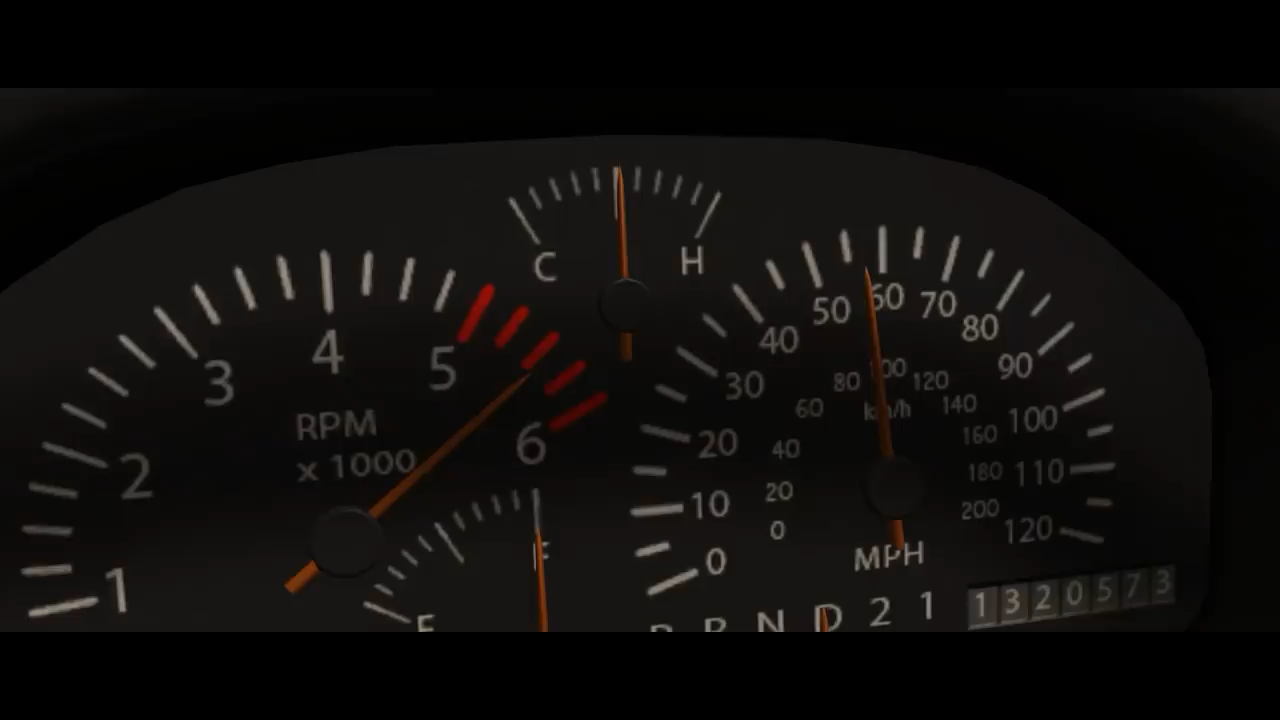 C H
1 2 3 4 5 6
RPM
x 1000
E F
0 10 20 30 40 50 60 70 80 90 100 110 120
0 20 40 60 80 100 120 140 160 180 200
km/h
MPH
P R N D 2 1
1320573